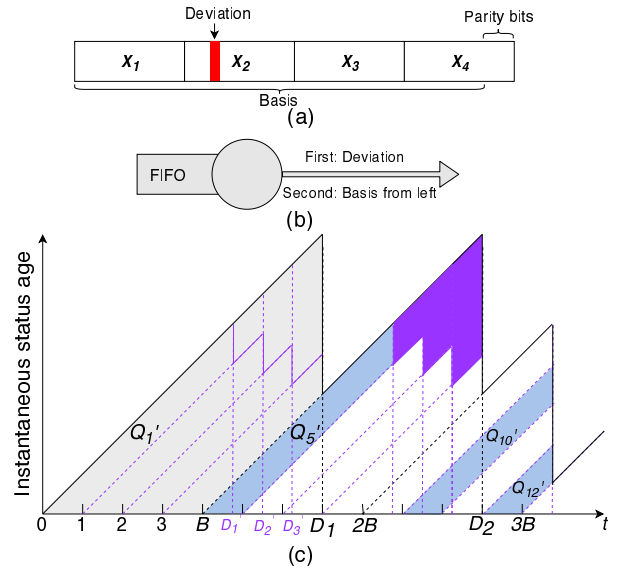 Deviation
Parity bits
X₁ X₂ X₃ X₄
Basis
(a)
FIFO
First: Deviation
Second: Basis from left
(b)
Instantaneous status age
Q₁' Q₅' Q₁₀' Q₁₂'
0 1 2 3 B D₁' D₂' D₃' D₁ 2B D₂ 3B t
(c)